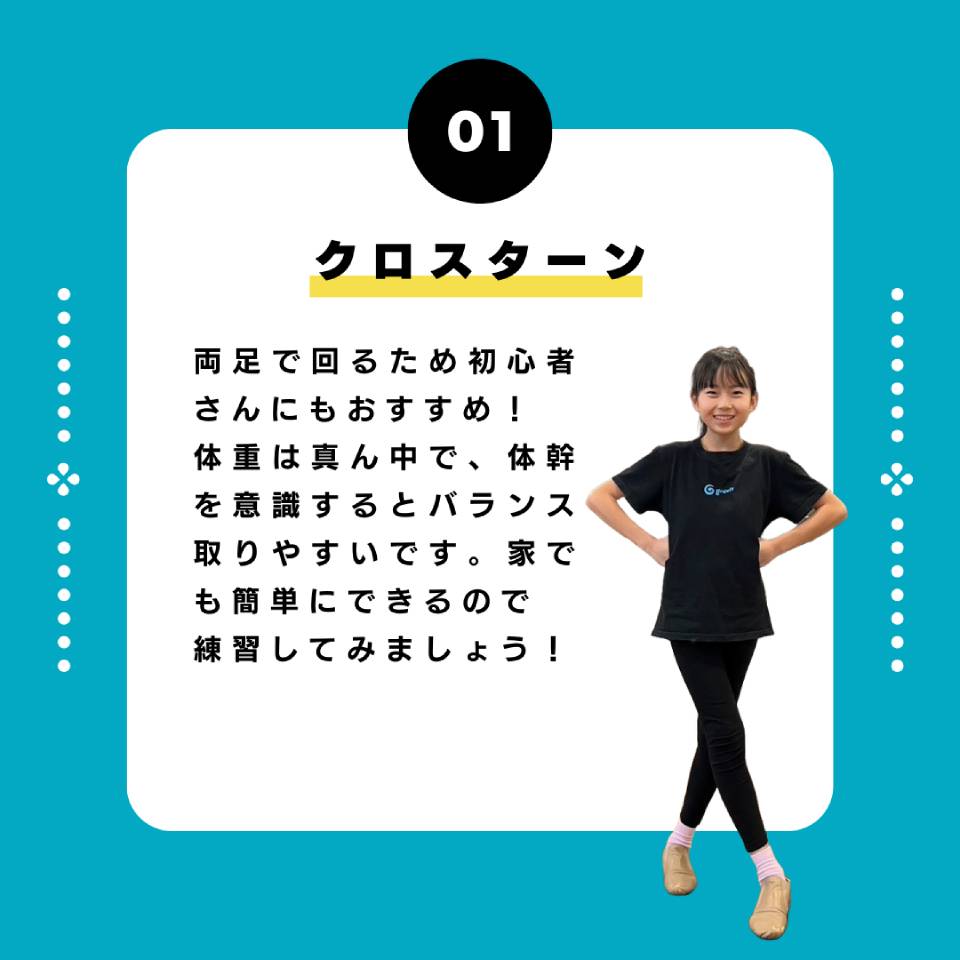 01
クロスターン
両足で回るため初心者
さんにもおすすめ！
体重は真ん中で、体幹
を意識するとバランス
取りやすいです。家で
も簡単にできるので
練習してみましょう！